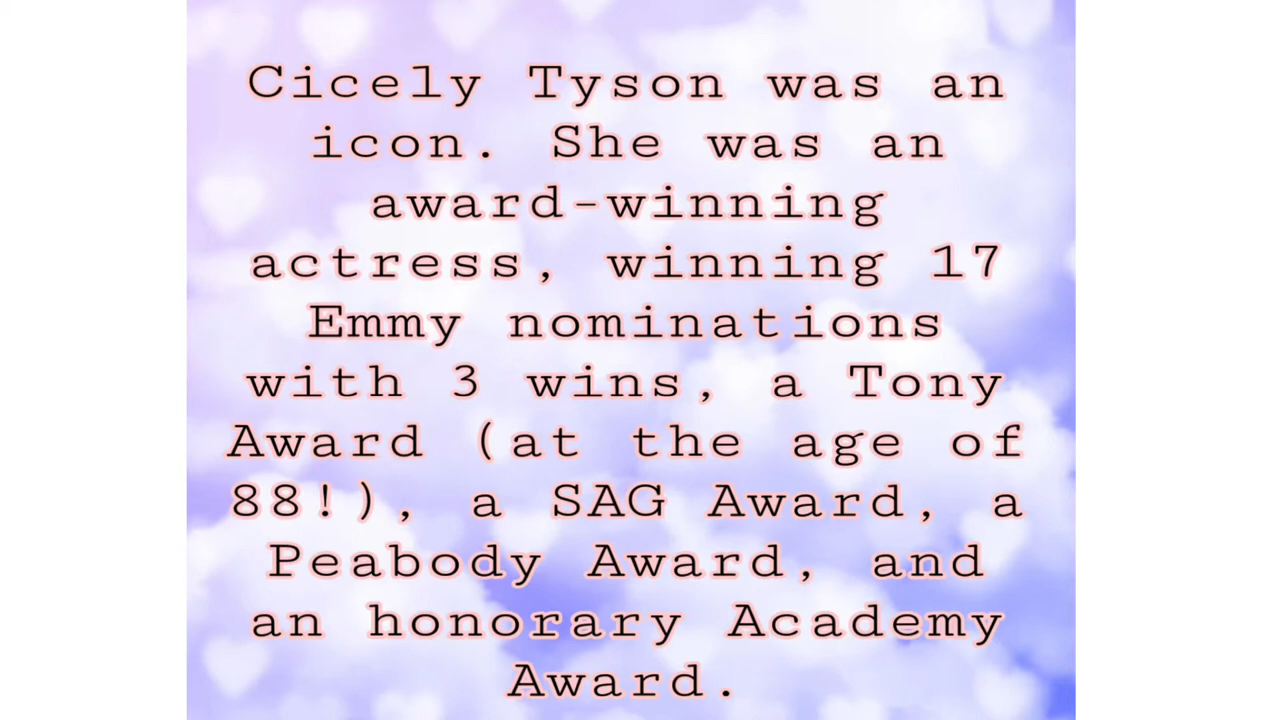 Cicely Tyson was an
icon. She was an
award-winning
actress, winning 17
Emmy nominations
with 3 wins, a Tony
Award (at the age of
88!), a SAG Award, a
Peabody Award, and
an honorary Academy
Award.